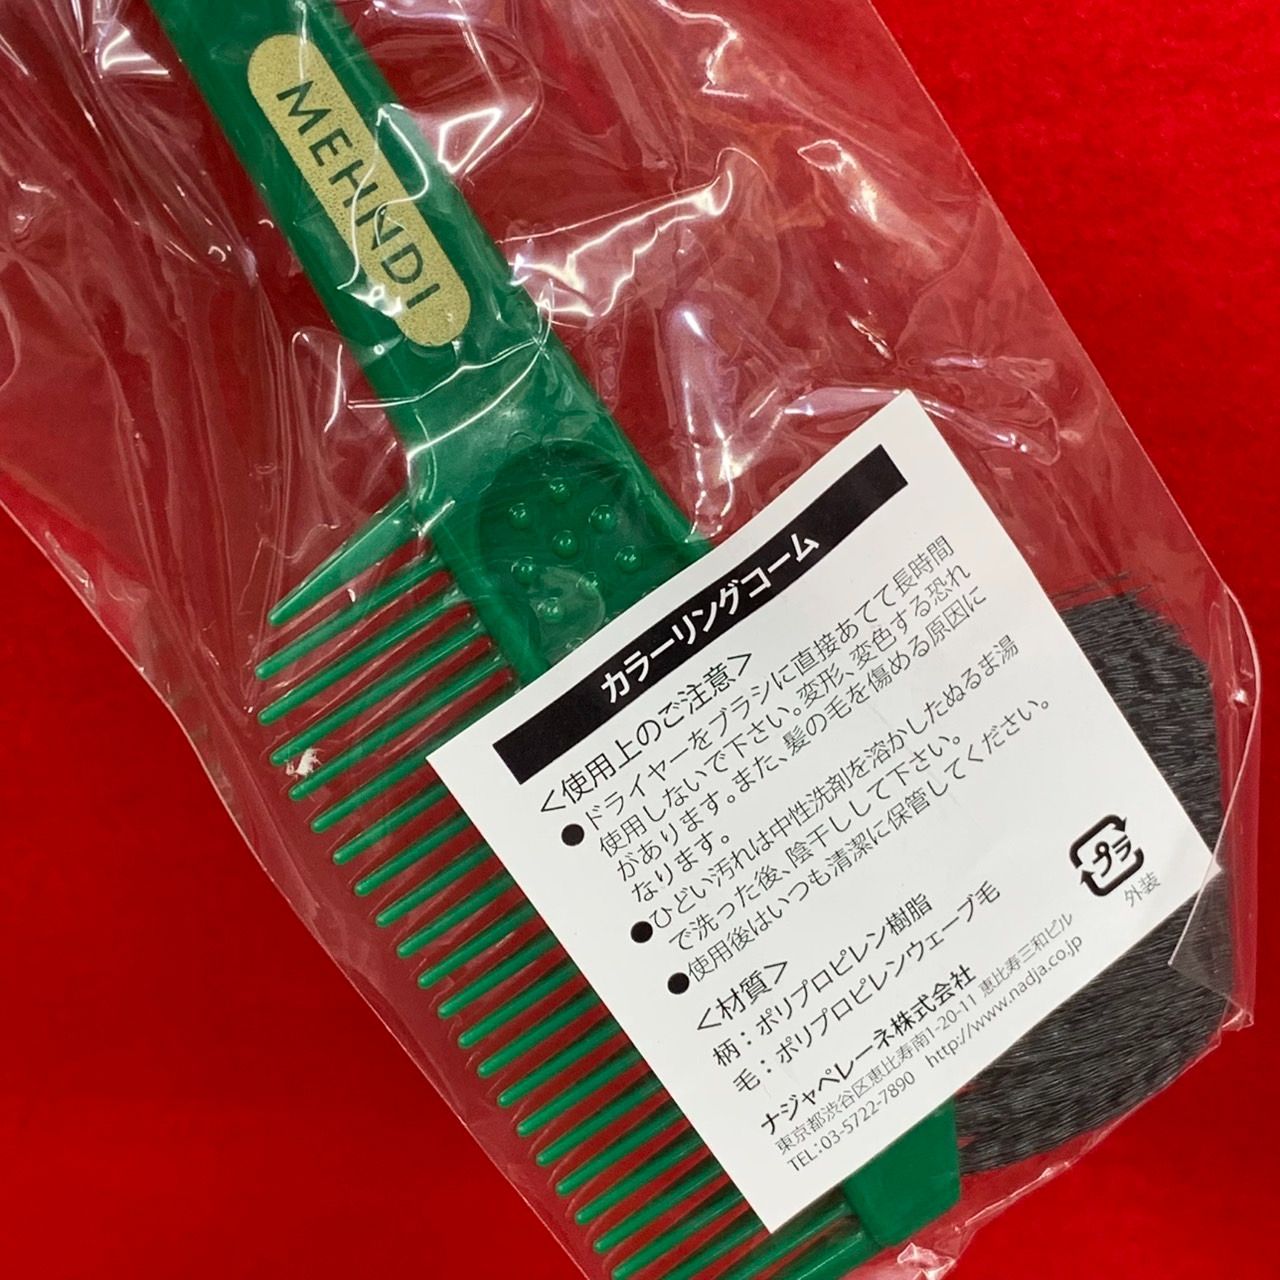 MEHNDI
カラーリングコーム
＜使用上のご注意＞
●ドライヤーをブラシに直接あてて長時間
使用しないで下さい。変形、変色する恐れ
があります。また、髪の毛を傷める原因に
なります。
●ひどい汚れは中性洗剤を溶かしたぬるま湯
で洗った後、陰干しして下さい。
●使用後はいつも清潔に保管してください。
＜材質＞
柄：ポリプロピレン樹脂
毛：ポリプロピレンウェーブ毛
プラ
外装
ナジャペレーネ株式会社
東京都渋谷区恵比寿南1-20-11 恵比寿三和ビル
TEL：03-5722-7890 http://www.nadja.co.jp